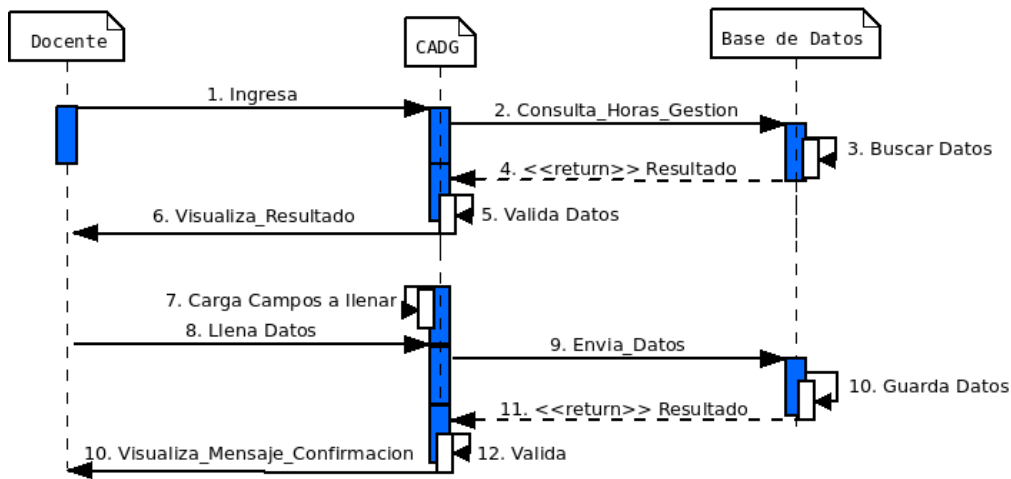 Docente
CADG
Base de Datos
1. Ingresa
2. Consulta_Horas_Gestion
3. Buscar Datos
4. <<return>> Resultado
5. Valida Datos
6. Visualiza_Resultado
7. Carga Campos a llenar
8. Llena Datos
9. Envia_Datos
10. Guarda Datos
11. <<return>> Resultado
10. Visualiza_Mensaje_Confirmacion
12. Valida